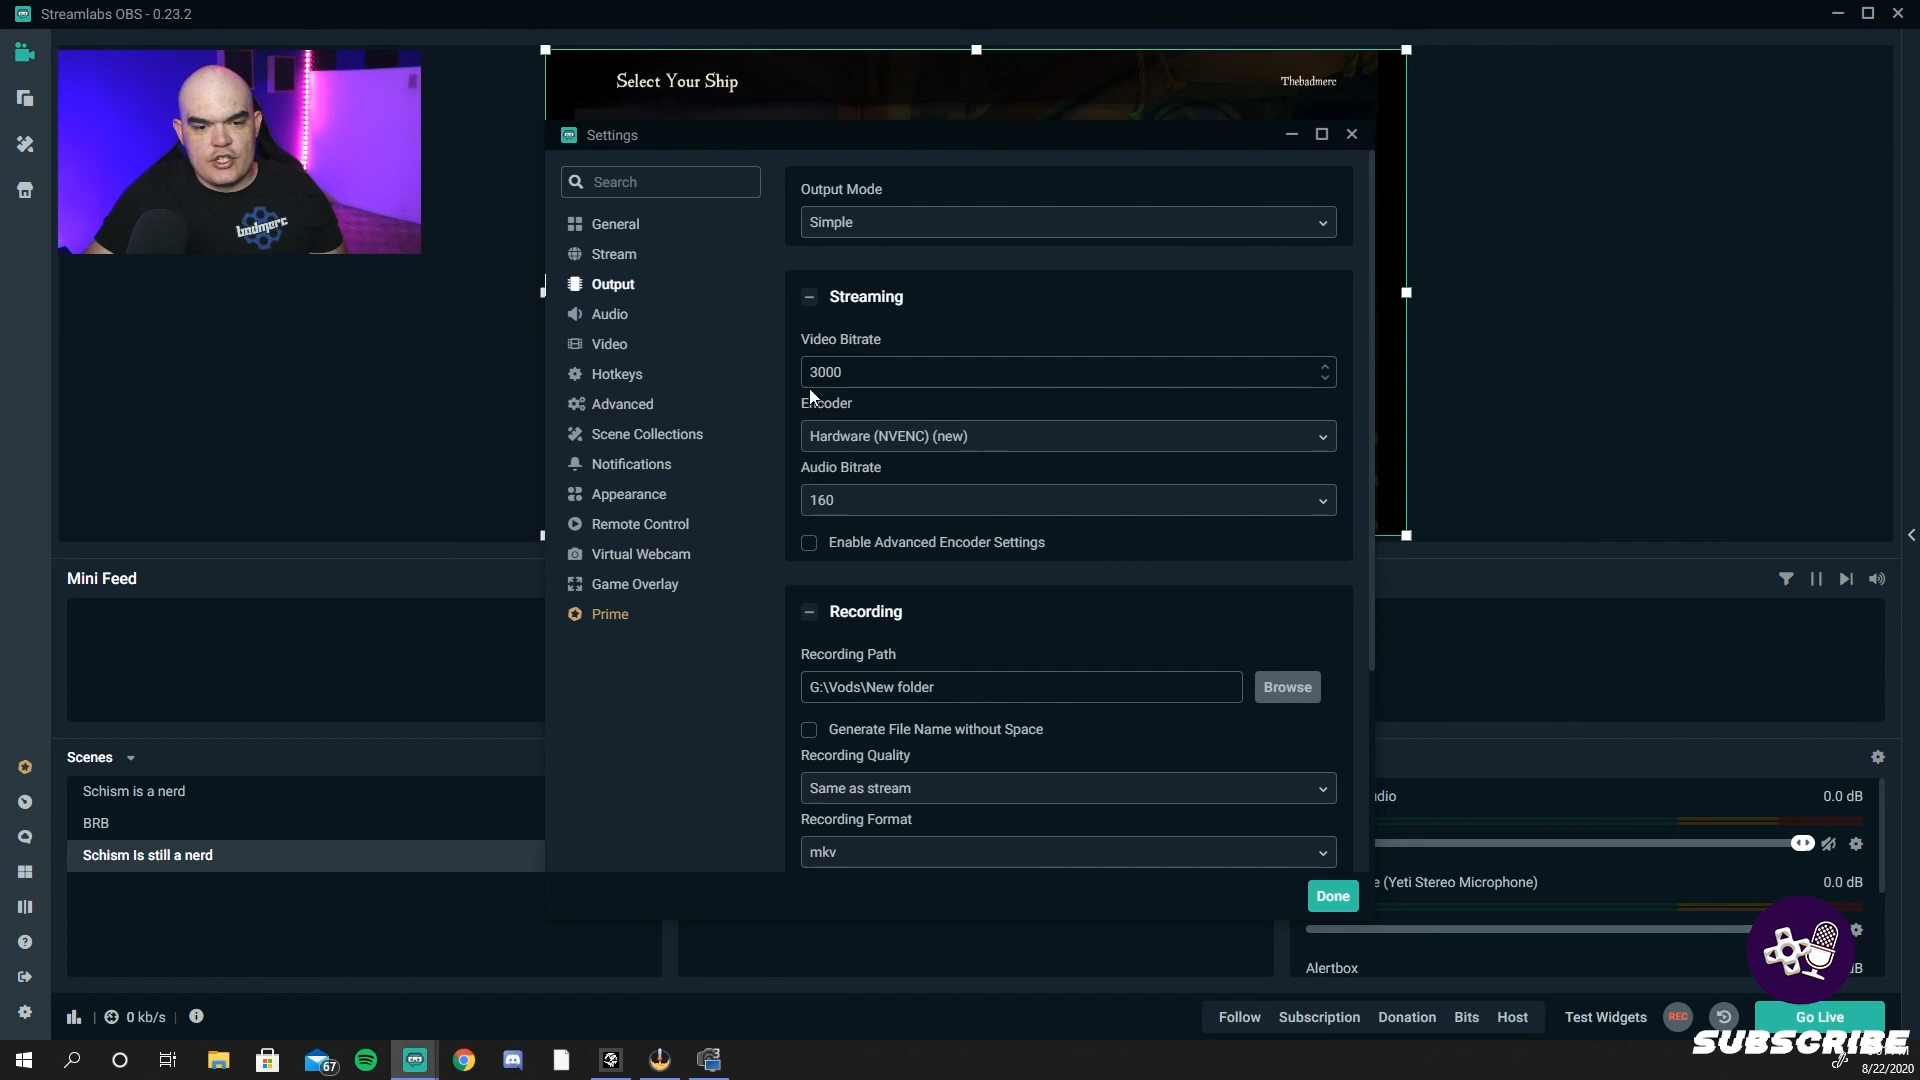 Streamlabs OBS - 0.23.2
Select Your Ship
Thebadmerc
badmerc
Settings
Search
General
Stream
Output
Audio
Video
Hotkeys
Advanced
Scene Collections
Notifications
Appearance
Remote Control
Virtual Webcam
Game Overlay
Prime
Output Mode
Simple
Streaming
Video Bitrate
3000
Encoder
Hardware (NVENC) (new)
Audio Bitrate
160
Enable Advanced Encoder Settings
Recording
Recording Path
G:\Vods\New folder
Browse
Generate File Name without Space
Recording Quality
Same as stream
Recording Format
mkv
Done
Mini Feed
Scenes
Schism is a nerd
BRB
Schism Is still a nerd
dio 0.0 dB
e (Yeti Stereo Microphone) 0.0 dB
Alertbox
0 kb/s
Follow Subscription Donation Bits Host
Test Widgets
REC
Go Live
SUBSCRIBE
67
8/22/2020